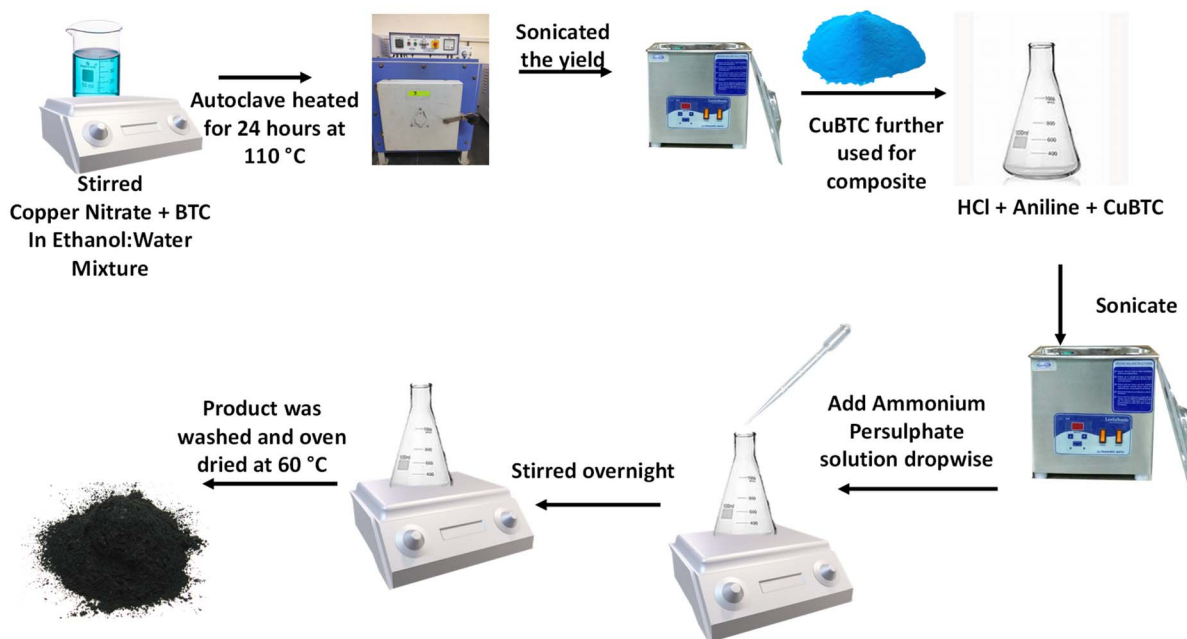 Sonicated
the yield
Autoclave heated
for 24 hours at
110 °C
CuBTC further
used for
composite
Stirred
Copper Nitrate + BTC
In Ethanol:Water
Mixture
HCl + Aniline + CuBTC
Sonicate
Add Ammonium
Persulphate
solution dropwise
Stirred overnight
Product was
washed and oven
dried at 60 °C